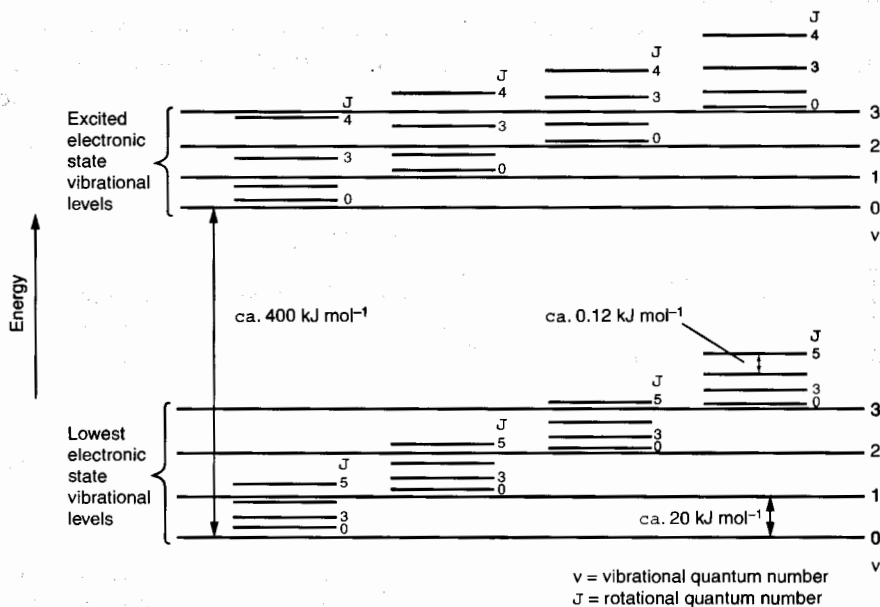 J
4
J
4
3
J
4
3
0
J
4
3
0
3
0
3
0
Excited
electronic
state
vibrational
levels
3
2
1
0
v
Energy
ca. 400 kJ mol⁻¹
ca. 0.12 kJ mol⁻¹
J
5
3
0
J
5
3
0
J
5
3
0
J
5
3
0
Lowest
electronic
state
vibrational
levels
3
2
1
0
v
ca. 20 kJ mol⁻¹
v = vibrational quantum number
J = rotational quantum number